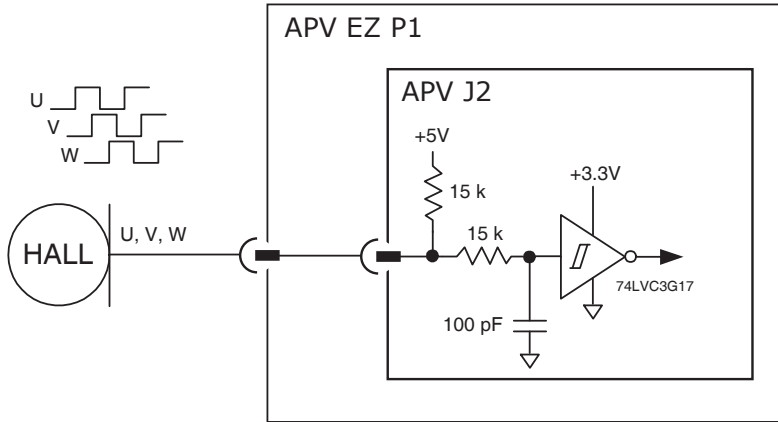 APV EZ P1
APV J2
U
V
W
+5V
15 k
+3.3V
15 k
HALL
U, V, W
74LVC3G17
100 pF